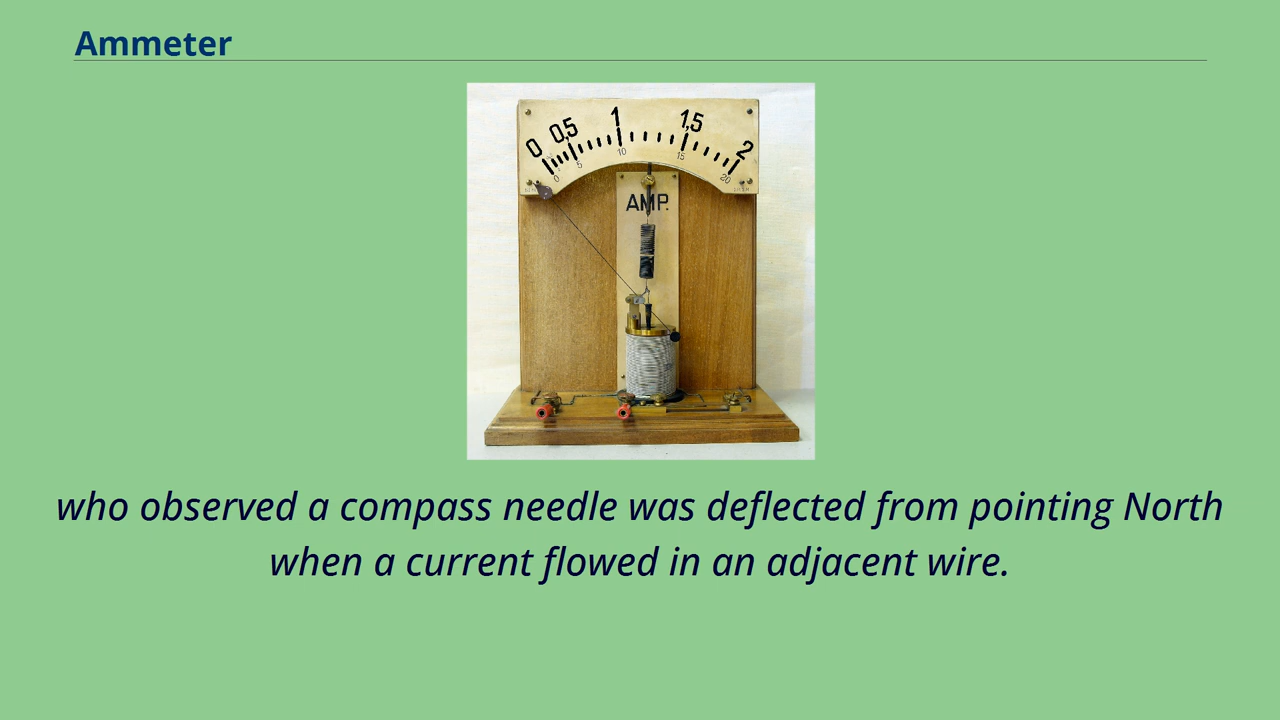 Ammeter
0 0,5 1 1,5 2
0 5 10 15 20
AMP.
who observed a compass needle was deflected from pointing North
when a current flowed in an adjacent wire.